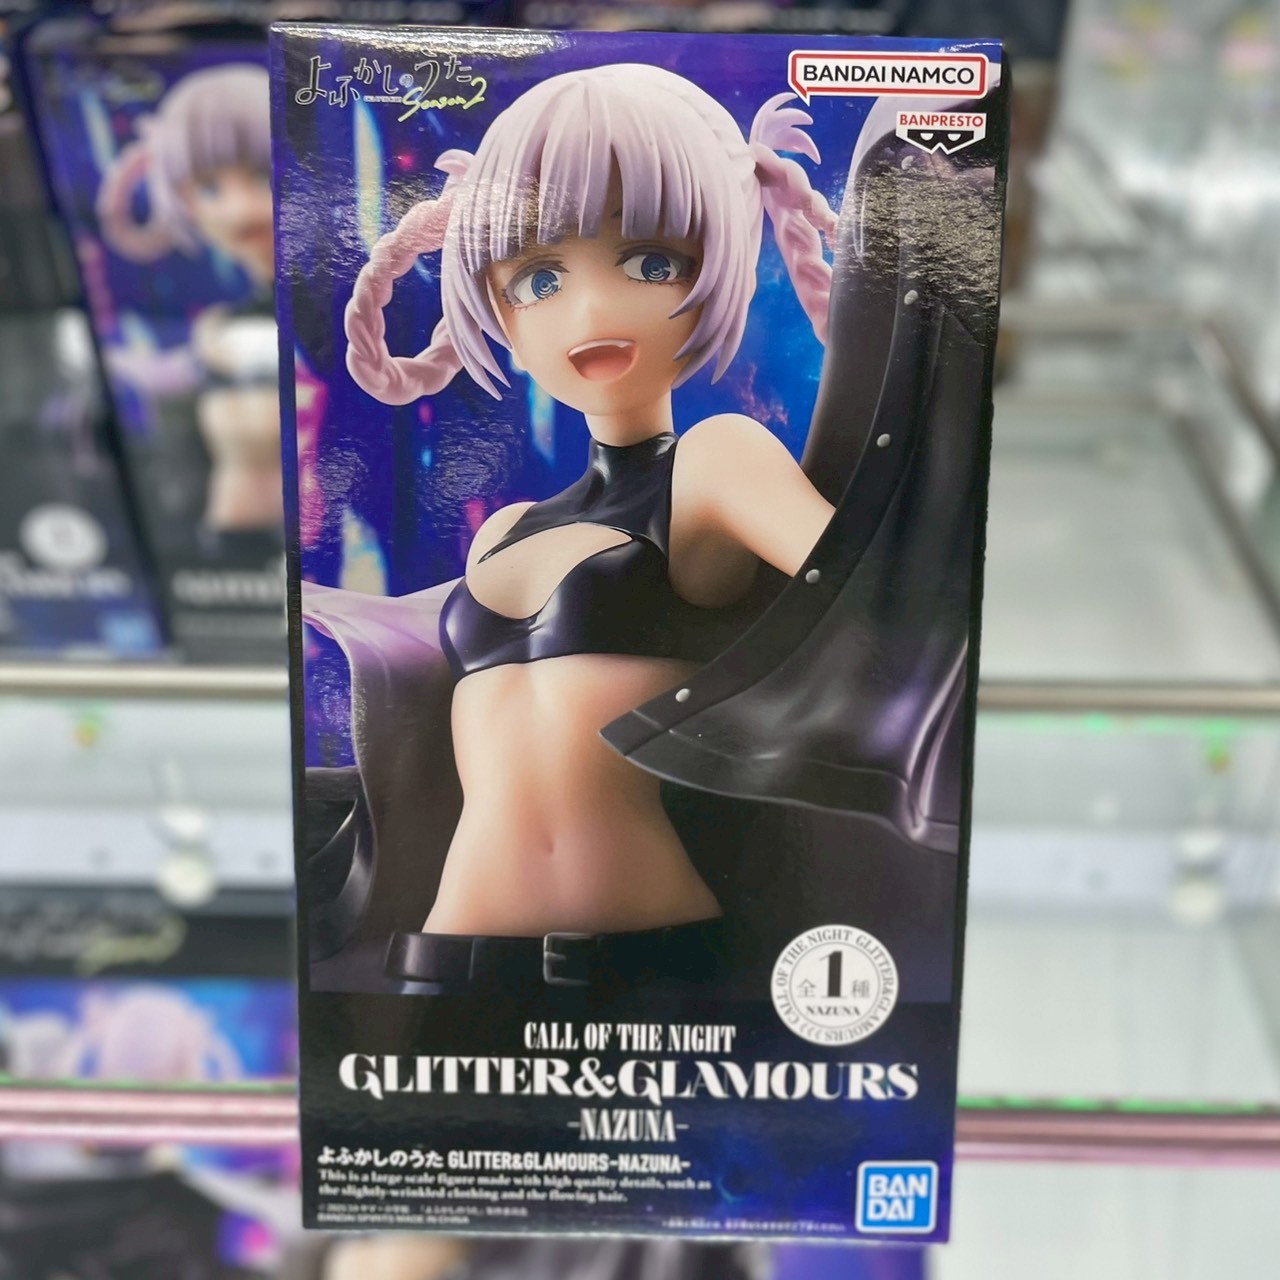 よふかしのうた
Season2
BANDAI NAMCO
BANPRESTO
CALL OF THE NIGHT GLITTER&GLAMOURS
全1種
NAZUNA
CALL OF THE NIGHT
GLITTER&GLAMOURS
-NAZUNA-
よふかしのうた GLITTER&GLAMOURS-NAZUNA-
This is a large scale figure made with high quality details, such as
the slightly-wrinkled clothing and the flowing hair.
BANDAI SPIRITS MADE IN CHINA
BAN
DAI